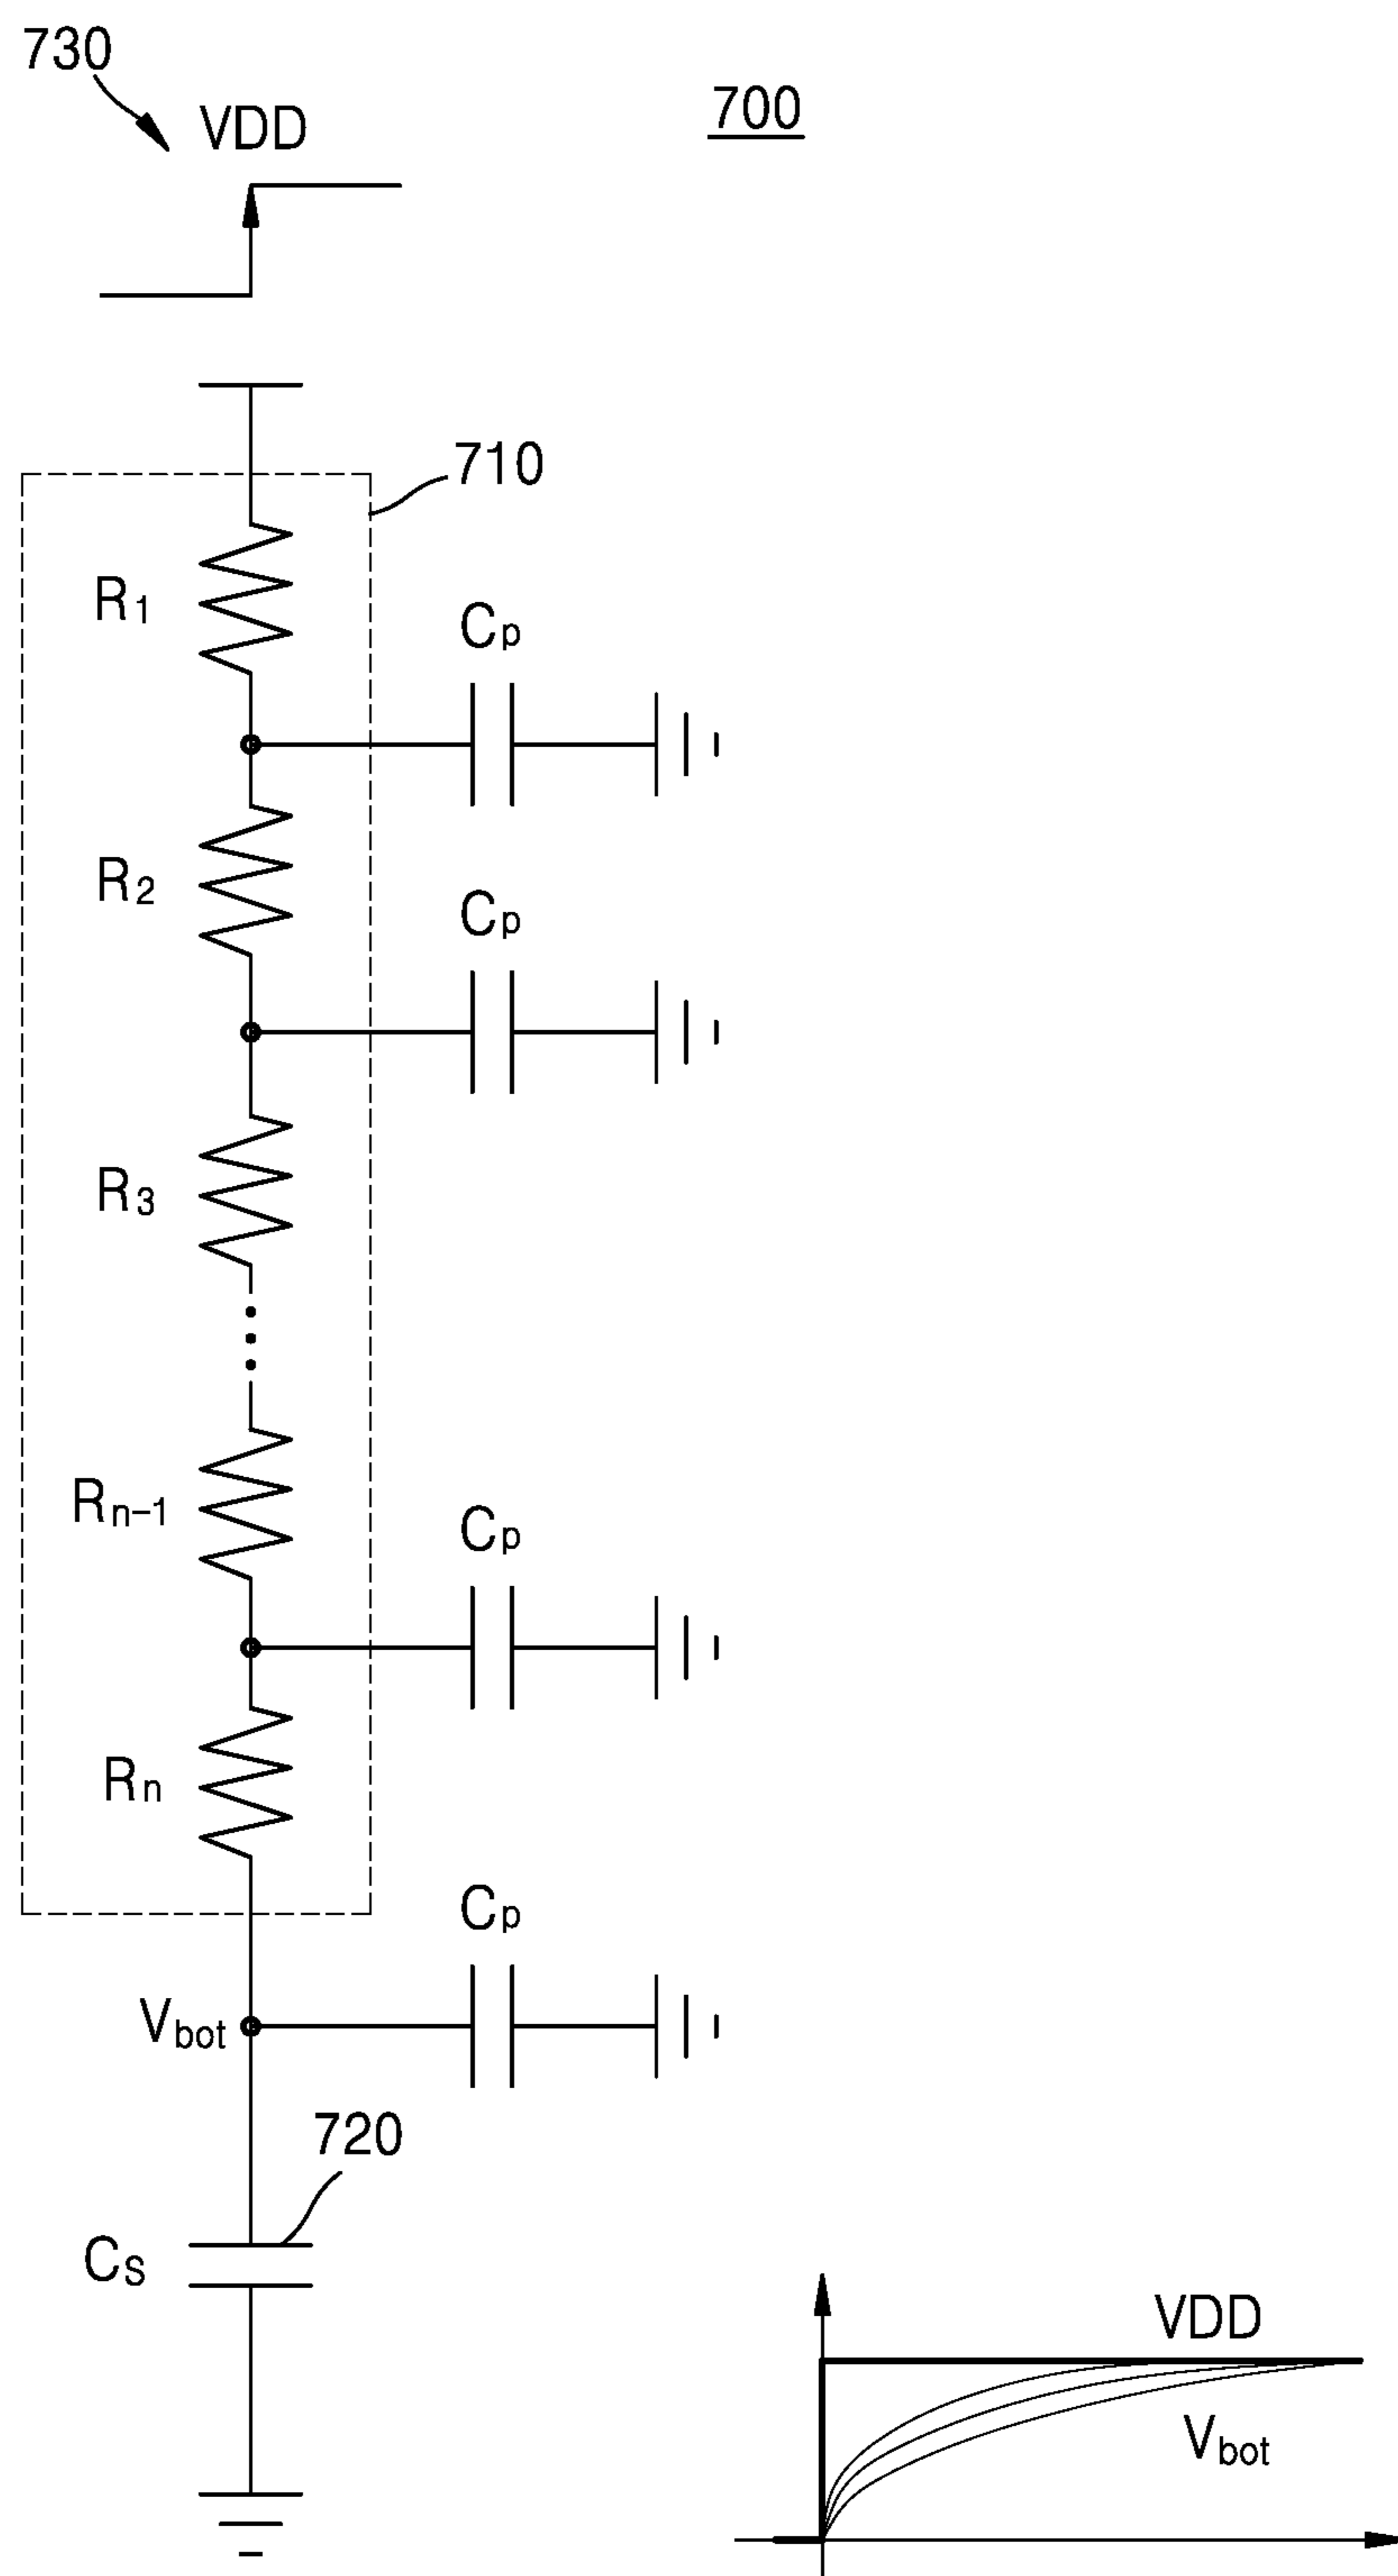 730
VDD
700
710
R1
Cp
R2
Cp
R3
Rn-1
Cp
Rn
Cp
Vbot
720
Cs
VDD
Vbot